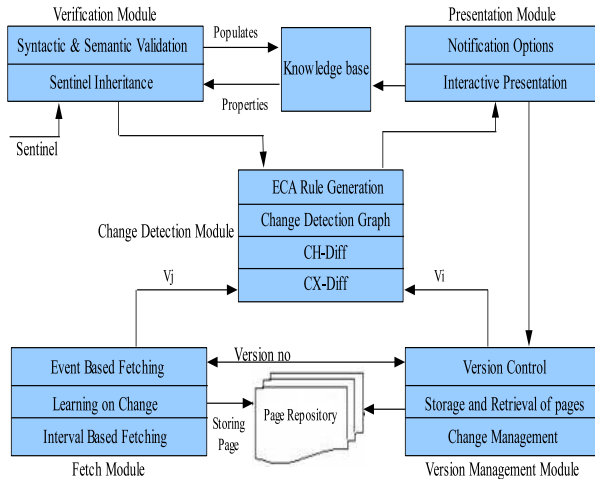 Verification Module
Presentation Module
Syntactic & Semantic Validation
Populates
Notification Options
Knowledge base
Sentinel Inheritance
Properties
Interactive Presentation
Sentinel
ECA Rule Generation
Change Detection Graph
Change Detection Module
CH-Diff
CX-Diff
Vj
Vi
Event Based Fetching
Version no
Version Control
Learning on Change
Storing
Page
Page Repository
Storage and Retrieval of pages
Interval Based Fetching
Change Management
Fetch Module
Version Management Module